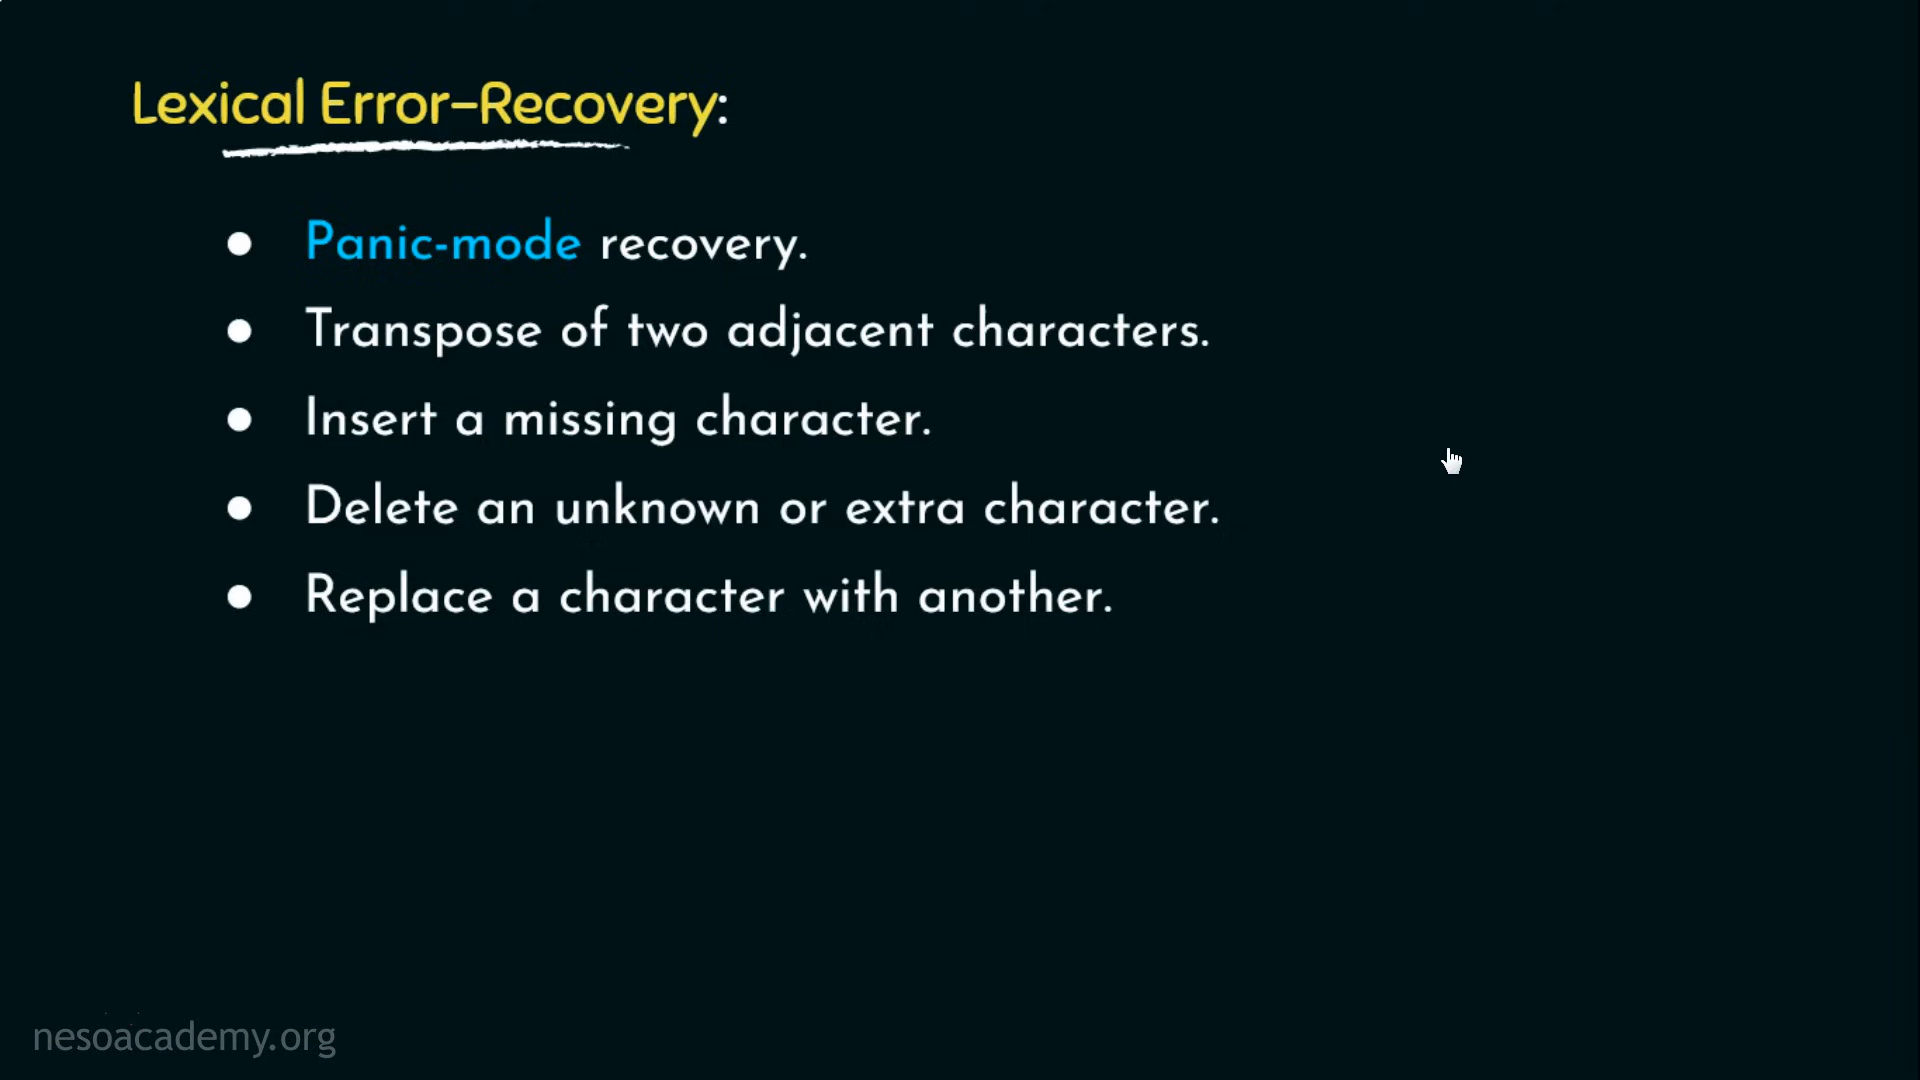 Lexical Error-Recovery:
● Panic-mode recovery.
● Transpose of two adjacent characters.
● Insert a missing character.
● Delete an unknown or extra character.
● Replace a character with another.
nesoacademy.org